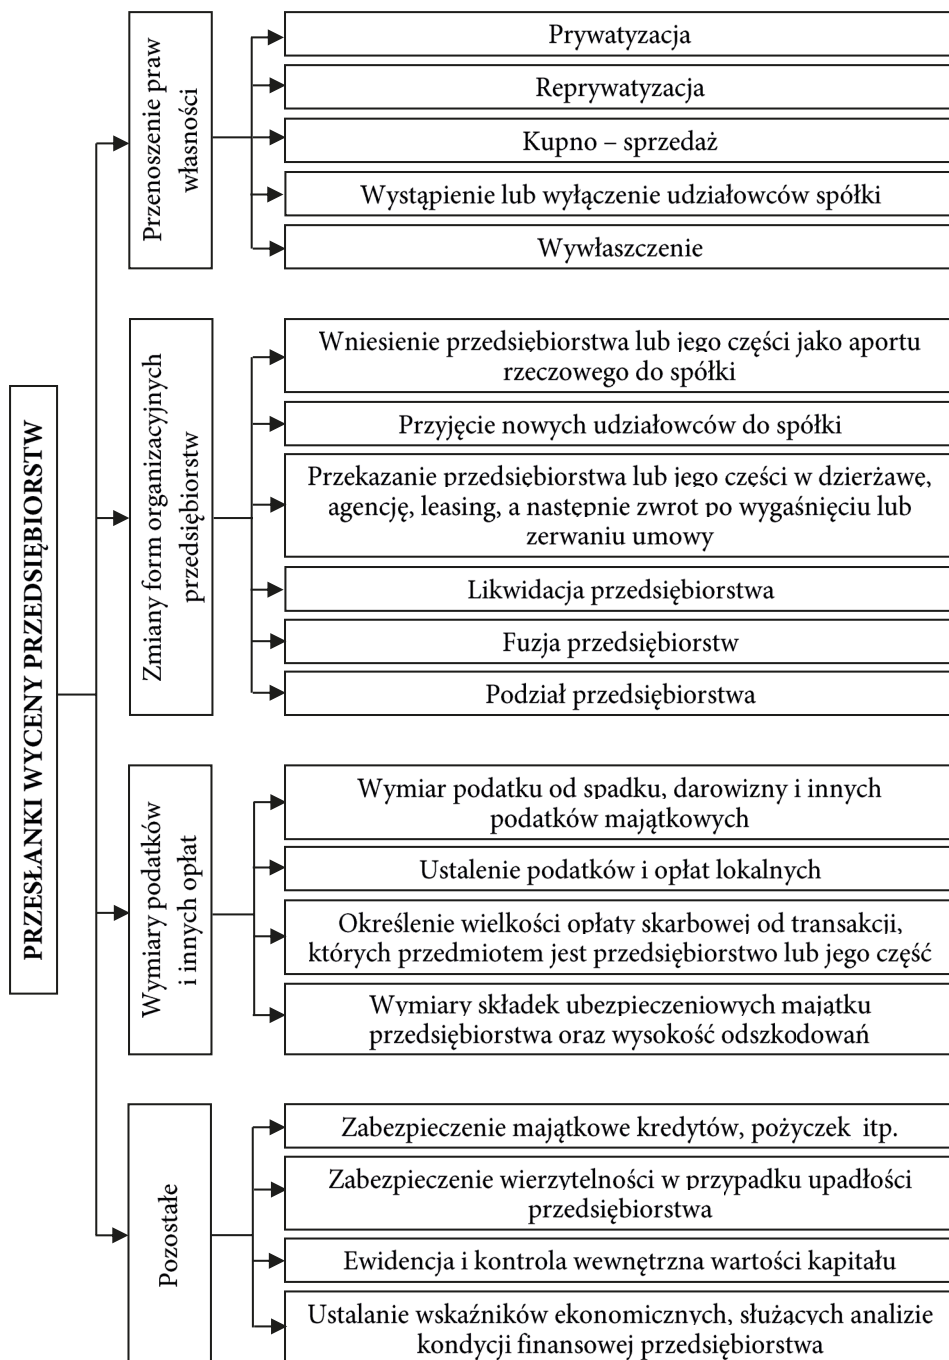 PRZESŁANKI WYCENY PRZEDSIĘBIORSTW
Przenoszenie praw
własności
Prywatyzacja
Reprywatyzacja
Kupno – sprzedaż
Wystąpienie lub wyłączenie udziałowców spółki
Wywłaszczenie
Zmiany form organizacyjnych
przedsiębiorstw
Wniesienie przedsiębiorstwa lub jego części jako aportu
rzeczowego do spółki
Przyjęcie nowych udziałowców do spółki
Przekazanie przedsiębiorstwa lub jego części w dzierżawę,
agencję, leasing, a następnie zwrot po wygaśnięciu lub
zerwaniu umowy
Likwidacja przedsiębiorstwa
Fuzja przedsiębiorstw
Podział przedsiębiorstwa
Wymiary podatków
i innych opłat
Wymiar podatku od spadku, darowizny i innych
podatków majątkowych
Ustalenie podatków i opłat lokalnych
Określenie wielkości opłaty skarbowej od transakcji,
których przedmiotem jest przedsiębiorstwo lub jego część
Wymiary składek ubezpieczeniowych majątku
przedsiębiorstwa oraz wysokość odszkodowań
Pozostałe
Zabezpieczenie majątkowe kredytów, pożyczek itp.
Zabezpieczenie wierzytelności w przypadku upadłości
przedsiębiorstwa
Ewidencja i kontrola wewnętrzna wartości kapitału
Ustalanie wskaźników ekonomicznych, służących analizie
kondycji finansowej przedsiębiorstwa